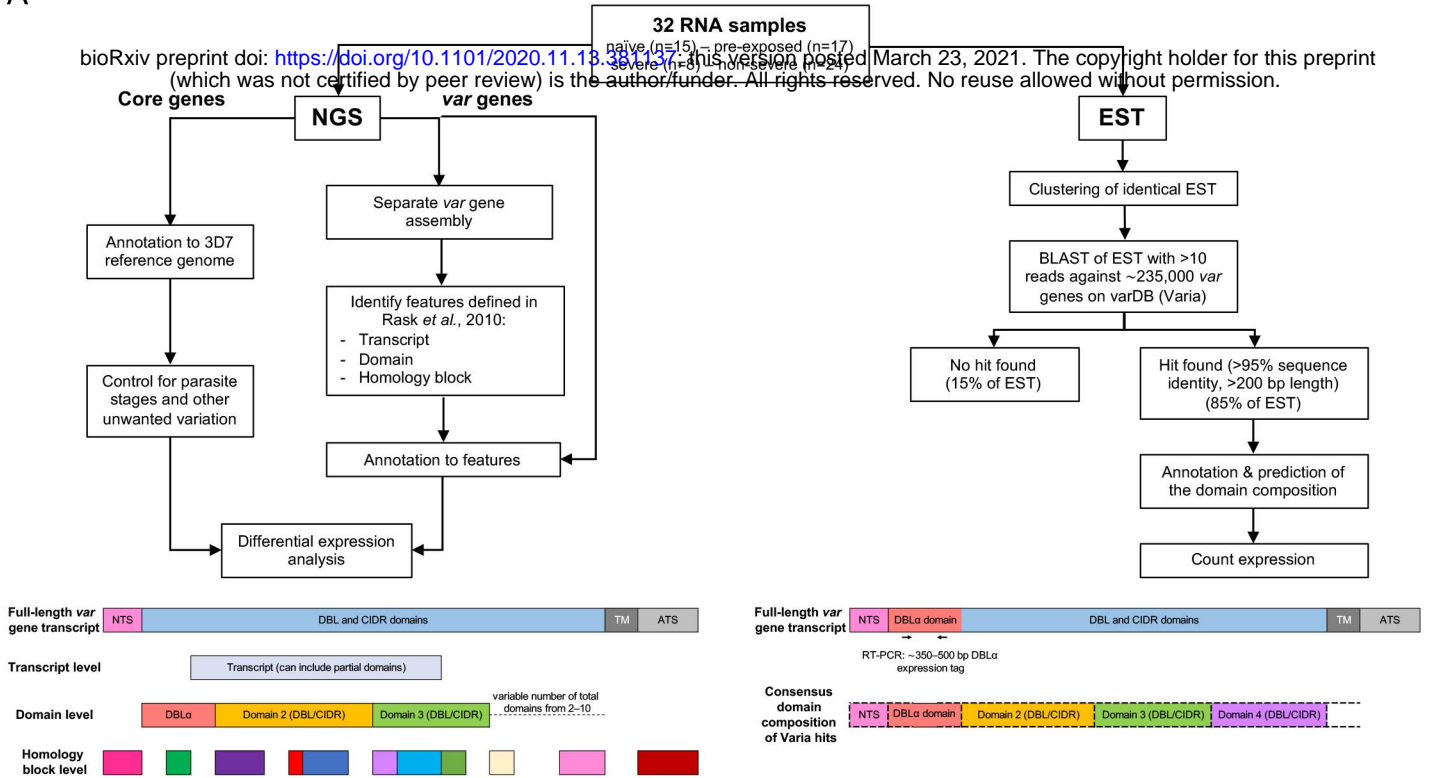 32 RNA samples
naïve (n=15) – pre-exposed (n=17)
severe (n=8) – non-severe (n=24)
bioRxiv preprint doi: https://doi.org/10.1101/2020.11.13.381137; this version posted March 23, 2021. The copyright holder for this preprint
(which was not certified by peer review) is the author/funder. All rights reserved. No reuse allowed without permission.
Core genes
NGS
var genes
Separate var gene
assembly
Annotation to 3D7
reference genome
Identify features defined in
Rask et al., 2010:
- Transcript
- Domain
- Homology block
Control for parasite
stages and other
unwanted variation
Annotation to features
Differential expression
analysis
EST
Clustering of identical EST
BLAST of EST with >10
reads against ~235,000 var
genes on varDB (Varia)
No hit found
(15% of EST)
Hit found (>95% sequence
identity, >200 bp length)
(85% of EST)
Annotation & prediction of
the domain composition
Count expression
Full-length var
gene transcript
NTS
DBL and CIDR domains
TM
ATS
Transcript level
Transcript (can include partial domains)
Domain level
DBLα
Domain 2 (DBL/CIDR)
Domain 3 (DBL/CIDR)
variable number of total
domains from 2–10
Homology
block level
Full-length var
gene transcript
NTS
DBLα domain
DBL and CIDR domains
TM
ATS
RT-PCR: ~350–500 bp DBLα
expression tag
Consensus
domain
composition
of Varia hits
NTS
DBLα domain
Domain 2 (DBL/CIDR)
Domain 3 (DBL/CIDR)
Domain 4 (DBL/CIDR)